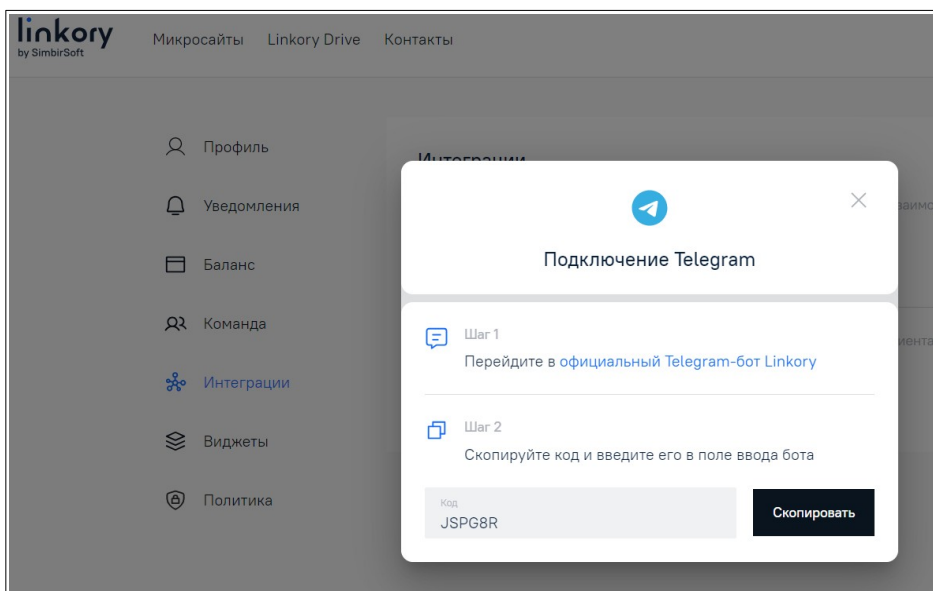 linkory
by SimbirSoft
Микросайты Linkory Drive Контакты
Профиль
Уведомления
Баланс
Команда
Интеграции
Виджеты
Политика
Интеграции
Подключение Telegram
Шаг 1
Перейдите в официальный Telegram-бот Linkory
Шаг 2
Скопируйте код и введите его в поле ввода бота
Код
JSPG8R
Скопировать